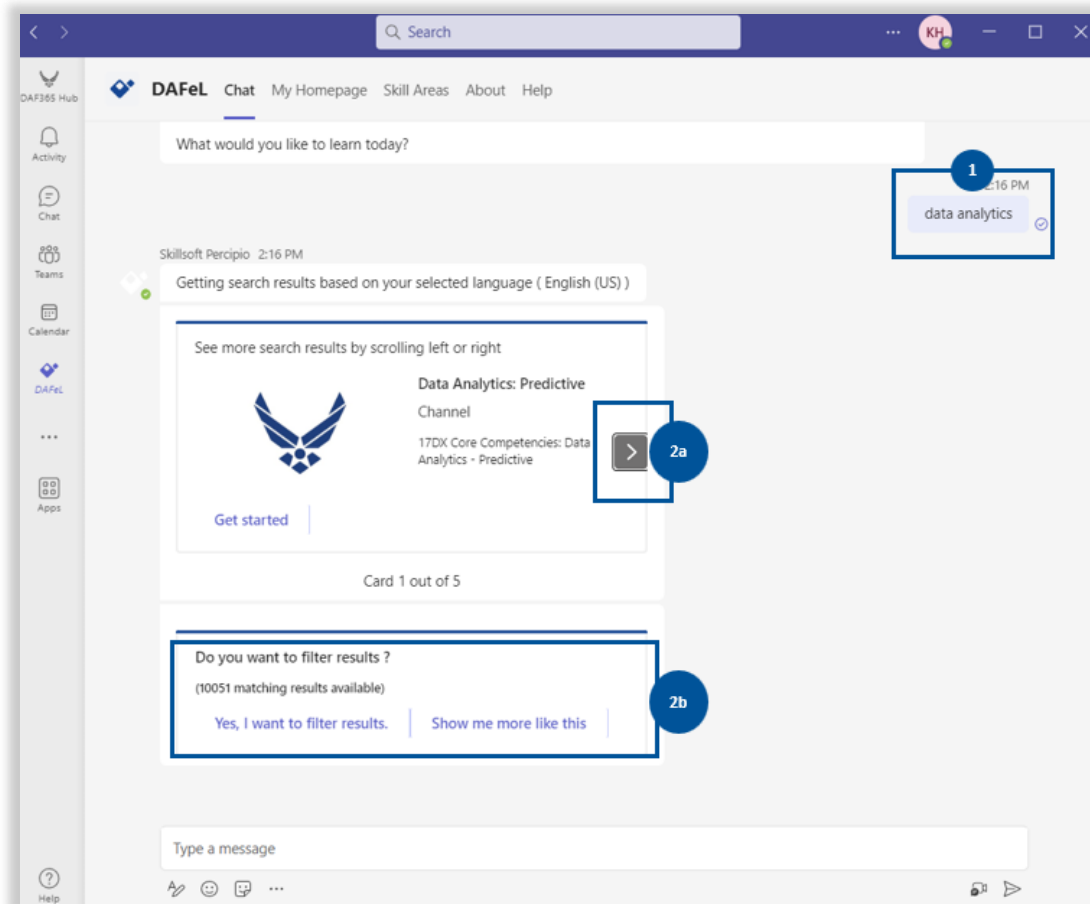 Search
KH
DAF365 Hub
DAFeL Chat My Homepage Skill Areas About Help
Activity
What would you like to learn today?
1
2:16 PM
data analytics
Chat
Skillsoft Percipio 2:16 PM
Teams
Getting search results based on your selected language ( English (US) )
Calendar
See more search results by scrolling left or right
DAFeL
Data Analytics: Predictive
Channel
17DX Core Competencies: Data
Analytics - Predictive
2a
Apps
Get started
Card 1 out of 5
Do you want to filter results ?
(10051 matching results available)
2b
Yes, I want to filter results.
Show me more like this
Type a message
Help